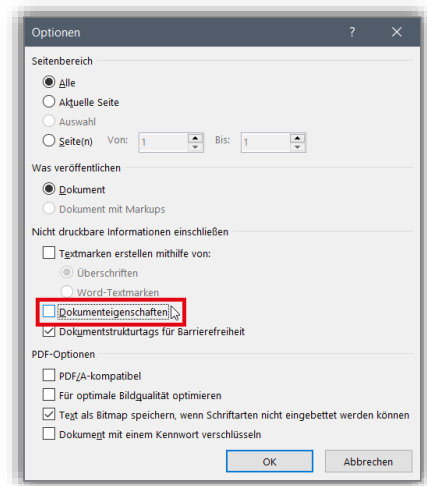 Optionen
Seitenbereich
Alle
Aktuelle Seite
Auswahl
Seite(n) Von: 1 Bis: 1
Was veröffentlichen
Dokument
Dokument mit Markups
Nicht druckbare Informationen einschließen
Textmarken erstellen mithilfe von:
Überschriften
Word-Textmarken
Dokumenteigenschaften
Dokumentstrukturtags für Barrierefreiheit
PDF-Optionen
PDF/A-kompatibel
Für optimale Bildqualität optimieren
Text als Bitmap speichern, wenn Schriftarten nicht eingebettet werden können
Dokument mit einem Kennwort verschlüsseln
OK Abbrechen